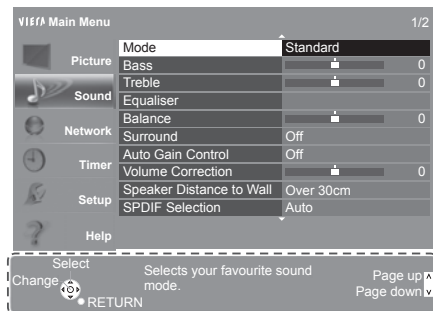 VIErA Main Menu 1/2
Picture
Sound
Network
Timer
Setup
Help
Mode Standard
Bass 0
Treble 0
Equaliser
Balance 0
Surround Off
Auto Gain Control Off
Volume Correction 0
Speaker Distance to Wall Over 30cm
SPDIF Selection Auto
Select
Change
RETURN
Selects your favourite sound
mode.
Page up
Page down